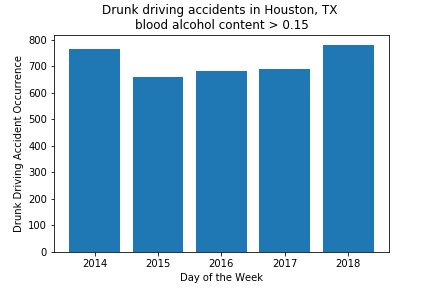 Drunk driving accidents in Houston, TX
blood alcohol content > 0.15
800
700
600
500
400
300
200
100
0
Drunk Driving Accident Occurrence
2014 2015 2016 2017 2018
Day of the Week